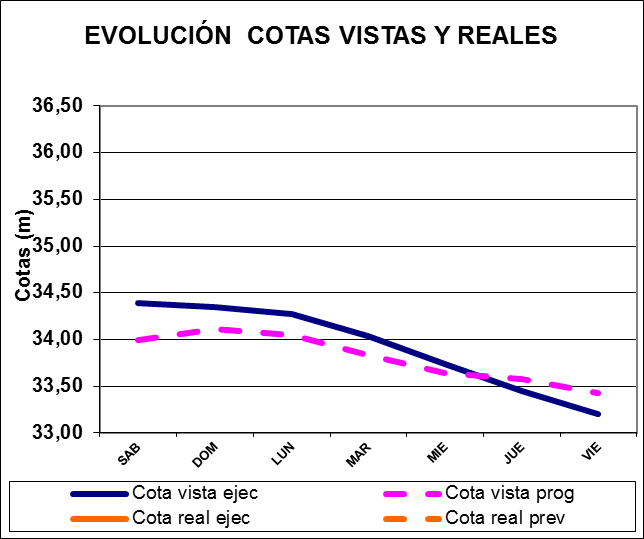 EVOLUCIÓN  COTAS VISTAS Y REALES
36,50
36,00
35,50
35,00
34,50
34,00
33,50
33,00
Cotas (m)
SAB DOM LUN MAR MIE JUE VIE
Cota vista ejec Cota vista prog
Cota real ejec Cota real prev